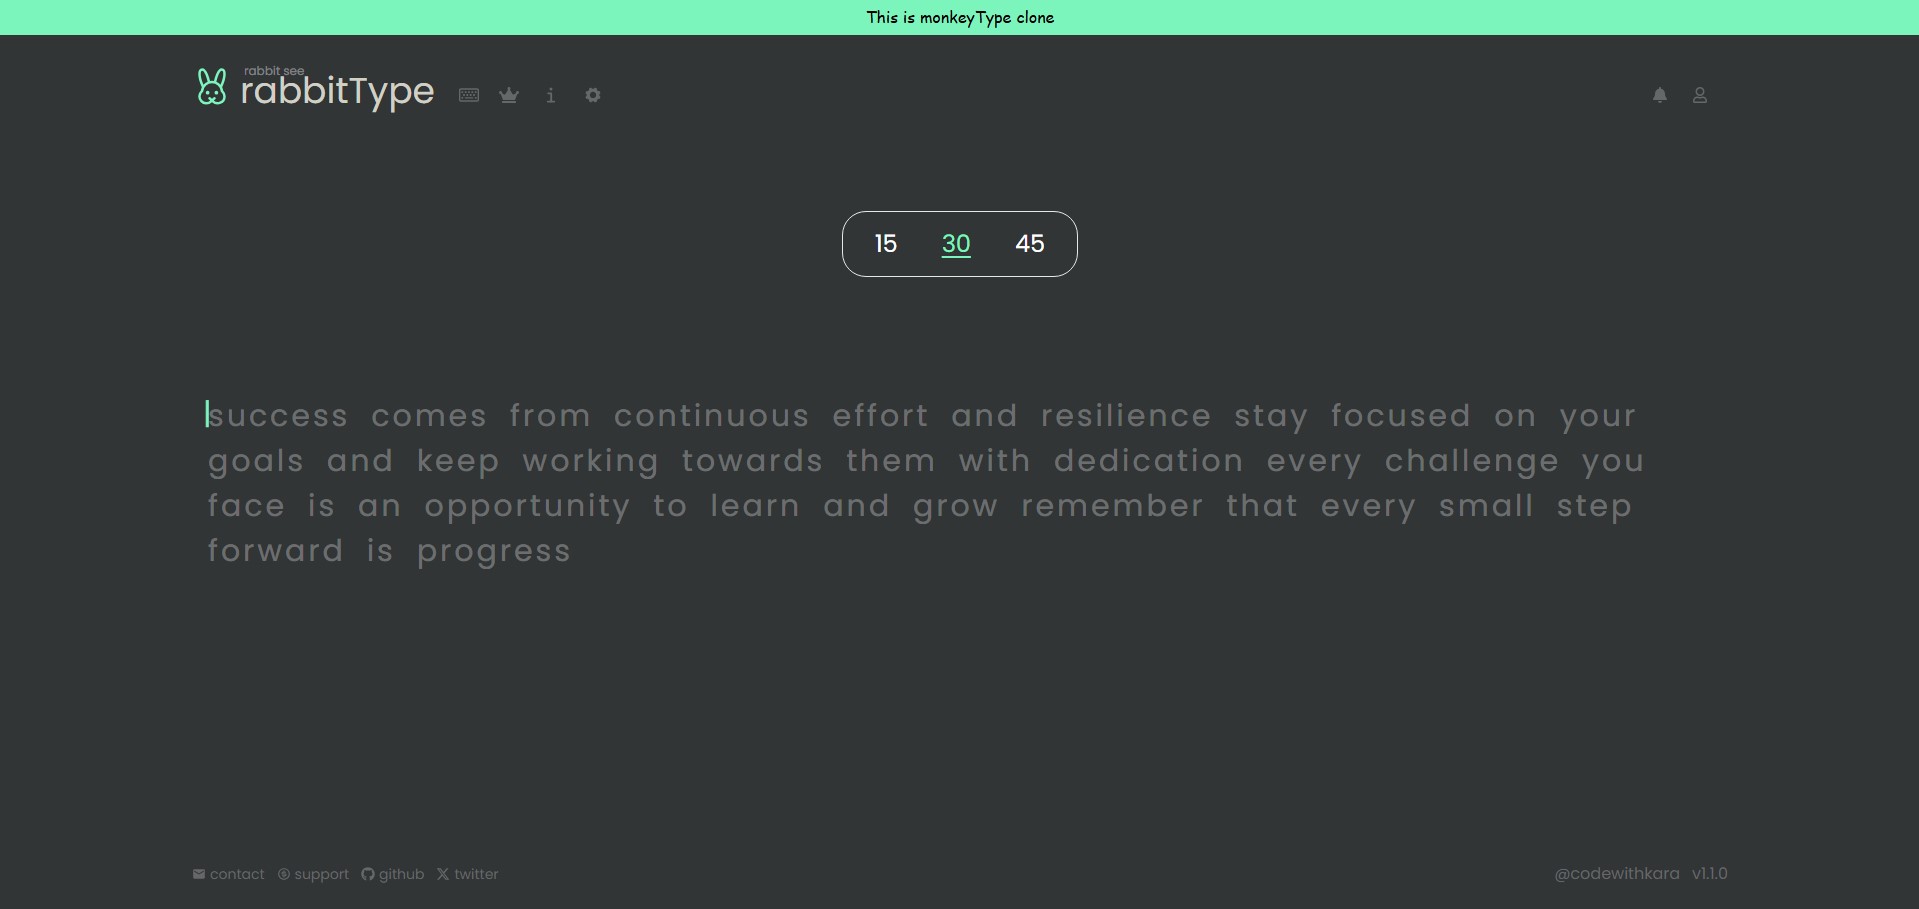 This is monkeyType clone
rabbit see
rabbitType
15 30 45
success comes from continuous effort and resilience stay focused on your
goals and keep working towards them with dedication every challenge you
face is an opportunity to learn and grow remember that every small step
forward is progress
contact support github twitter
@codewithkara v1.1.0